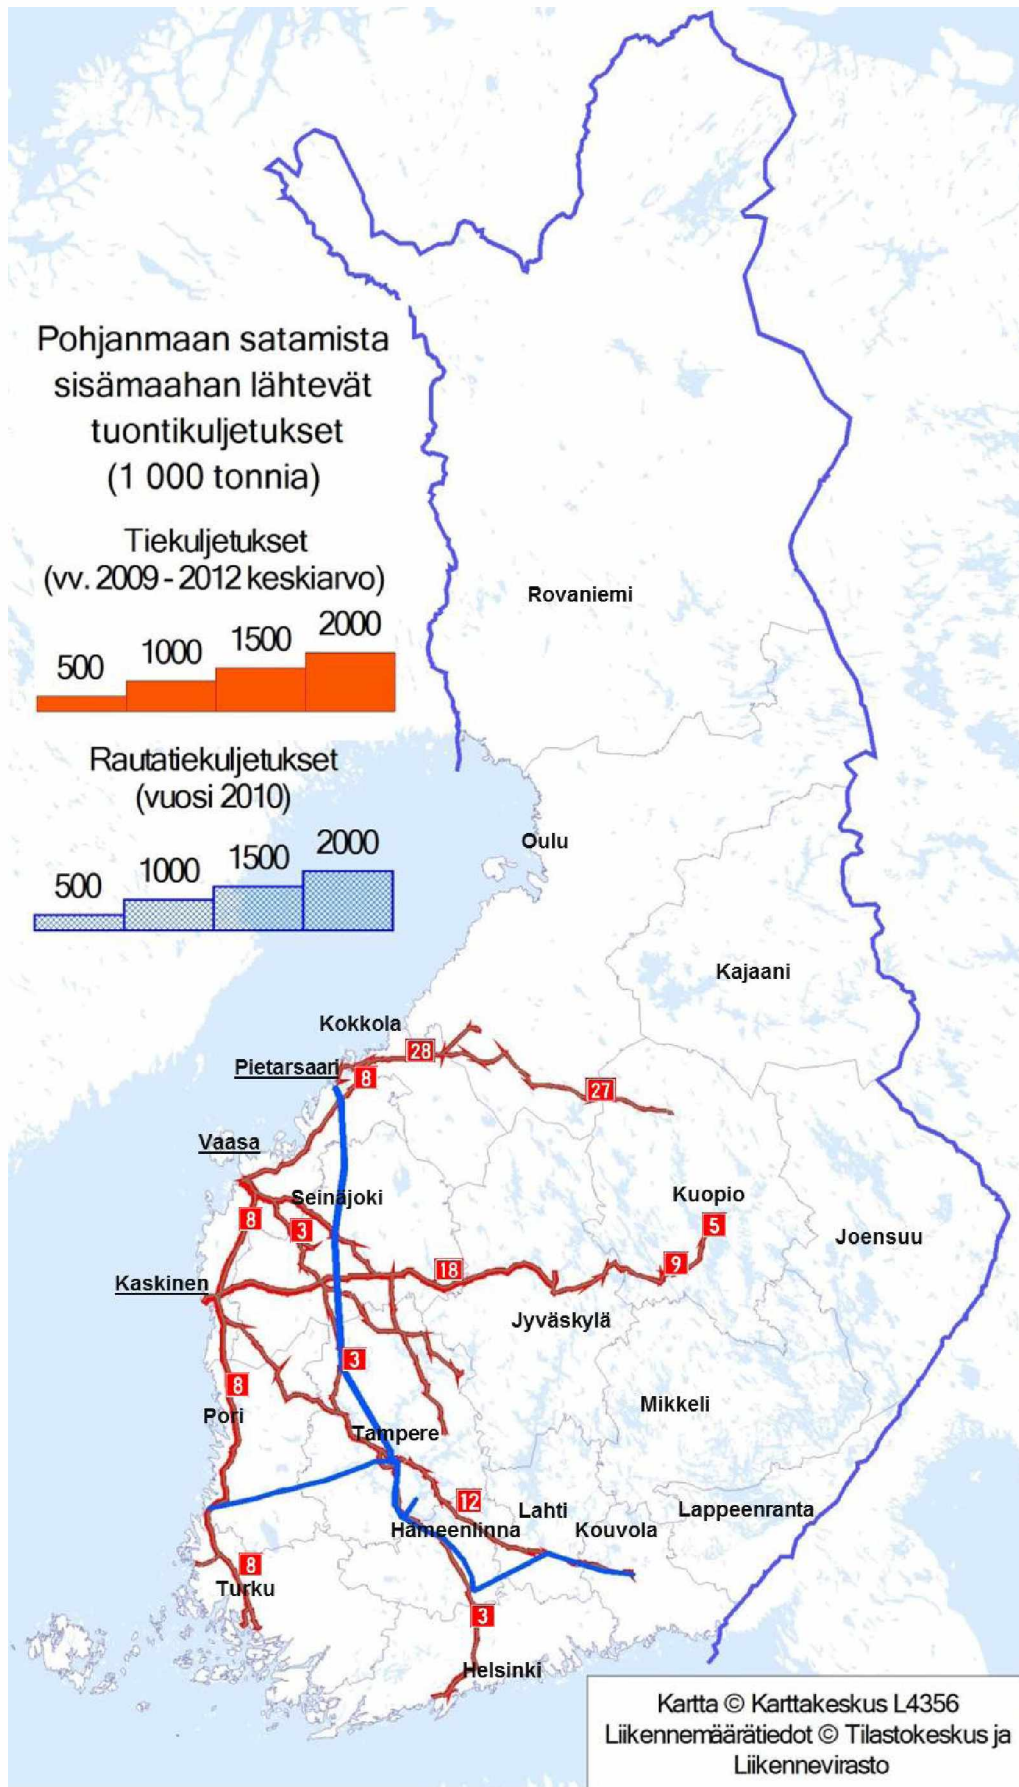 Pohjanmaan satamista
sisämaahan lähtevät
tuontikuljetukset
(1 000 tonnia)
Tiekuljetukset
(vv. 2009 - 2012 keskiarvo)
500
1000
1500
2000
Rautatiekuljetukset
(vuosi 2010)
500
1000
1500
2000
Rovaniemi
Oulu
Kajaani
Kokkola
28
Pietarsaari
8
27
Vaasa
Seinäjoki
Kuopio
8
3
5
Joensuu
Kaskinen
18
9
Jyväskylä
3
8
Mikkeli
Pori
Tampere
12
Lahti
Lappeenranta
Hämeenlinna
Kouvola
8
Turku
3
Helsinki
Kartta © Karttakeskus L4356
Liikennemäärätiedot © Tilastokeskus ja
Liikennevirasto